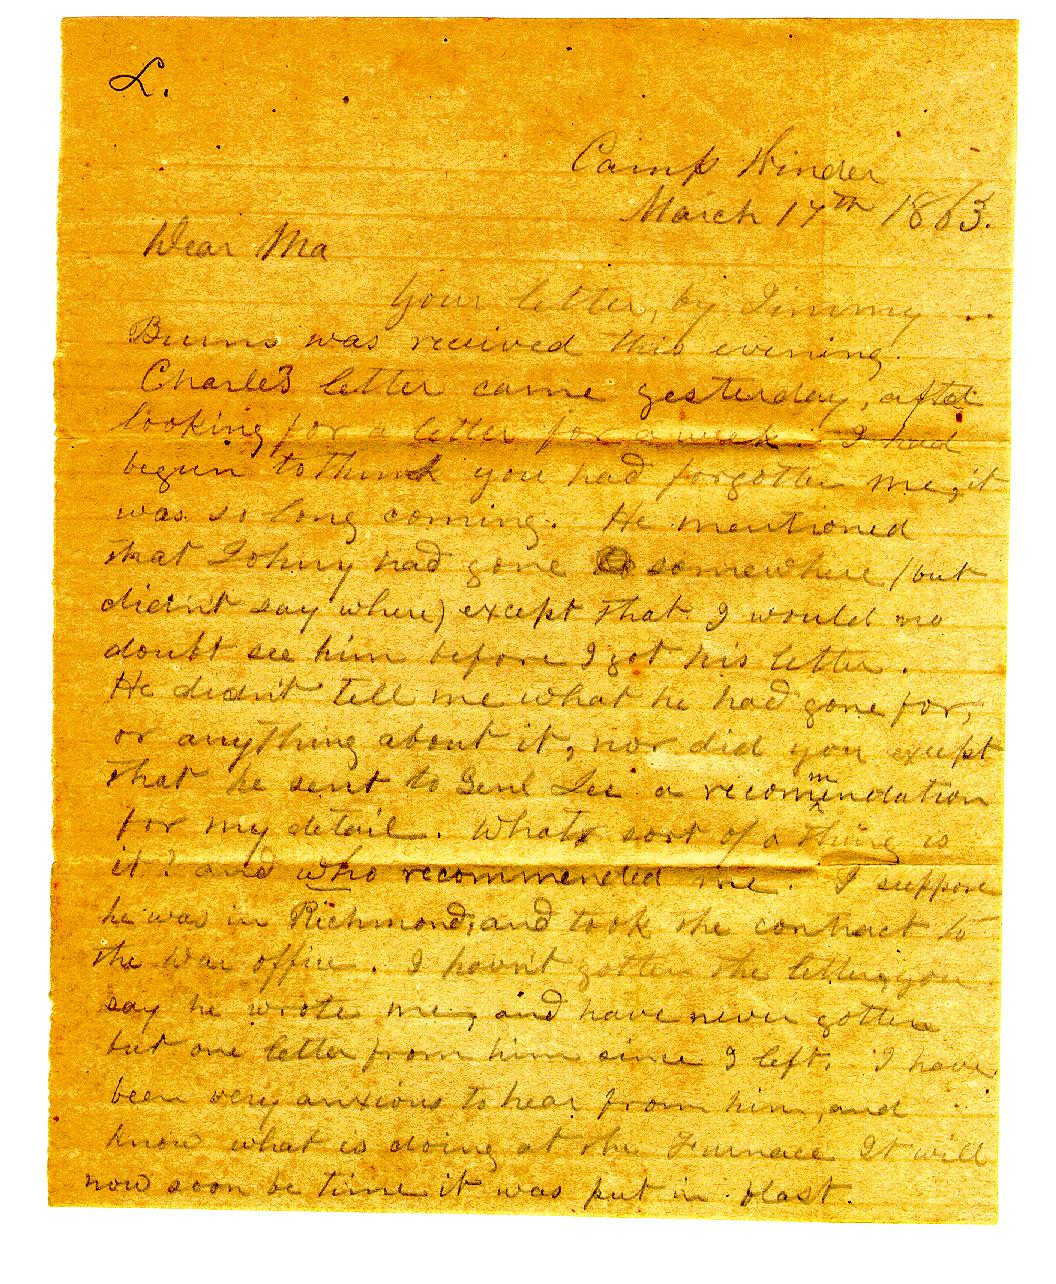 L.
Camp Winder
March 17th 1863.
Dear Ma
Your letter, by Jimmy
Burns was received this evening.
Charles letter came yesterday, after
looking for a letter for a week. I had
begun to think you had forgotten me, it
was so long coming. He mentioned
that Johny had gone somewhere (but
didn't say where) except that I would no
doubt see him before I got his letter.
He didn't tell me what he had gone for,
or anything about it, nor did you except
that he sent to Genl Lee a recommendation
for my detail. Whats sort of a thing is
it? and who recommended me. I suppose
he was in Richmond, and took the contract to
the War office. I havn't gotten the letter, you
say he wrote me, and have never gotten
but one letter from him since I left. I have
been very anxious to hear from him, and
know what is doing at the Furnace It will
now soon be time it was put in blast.